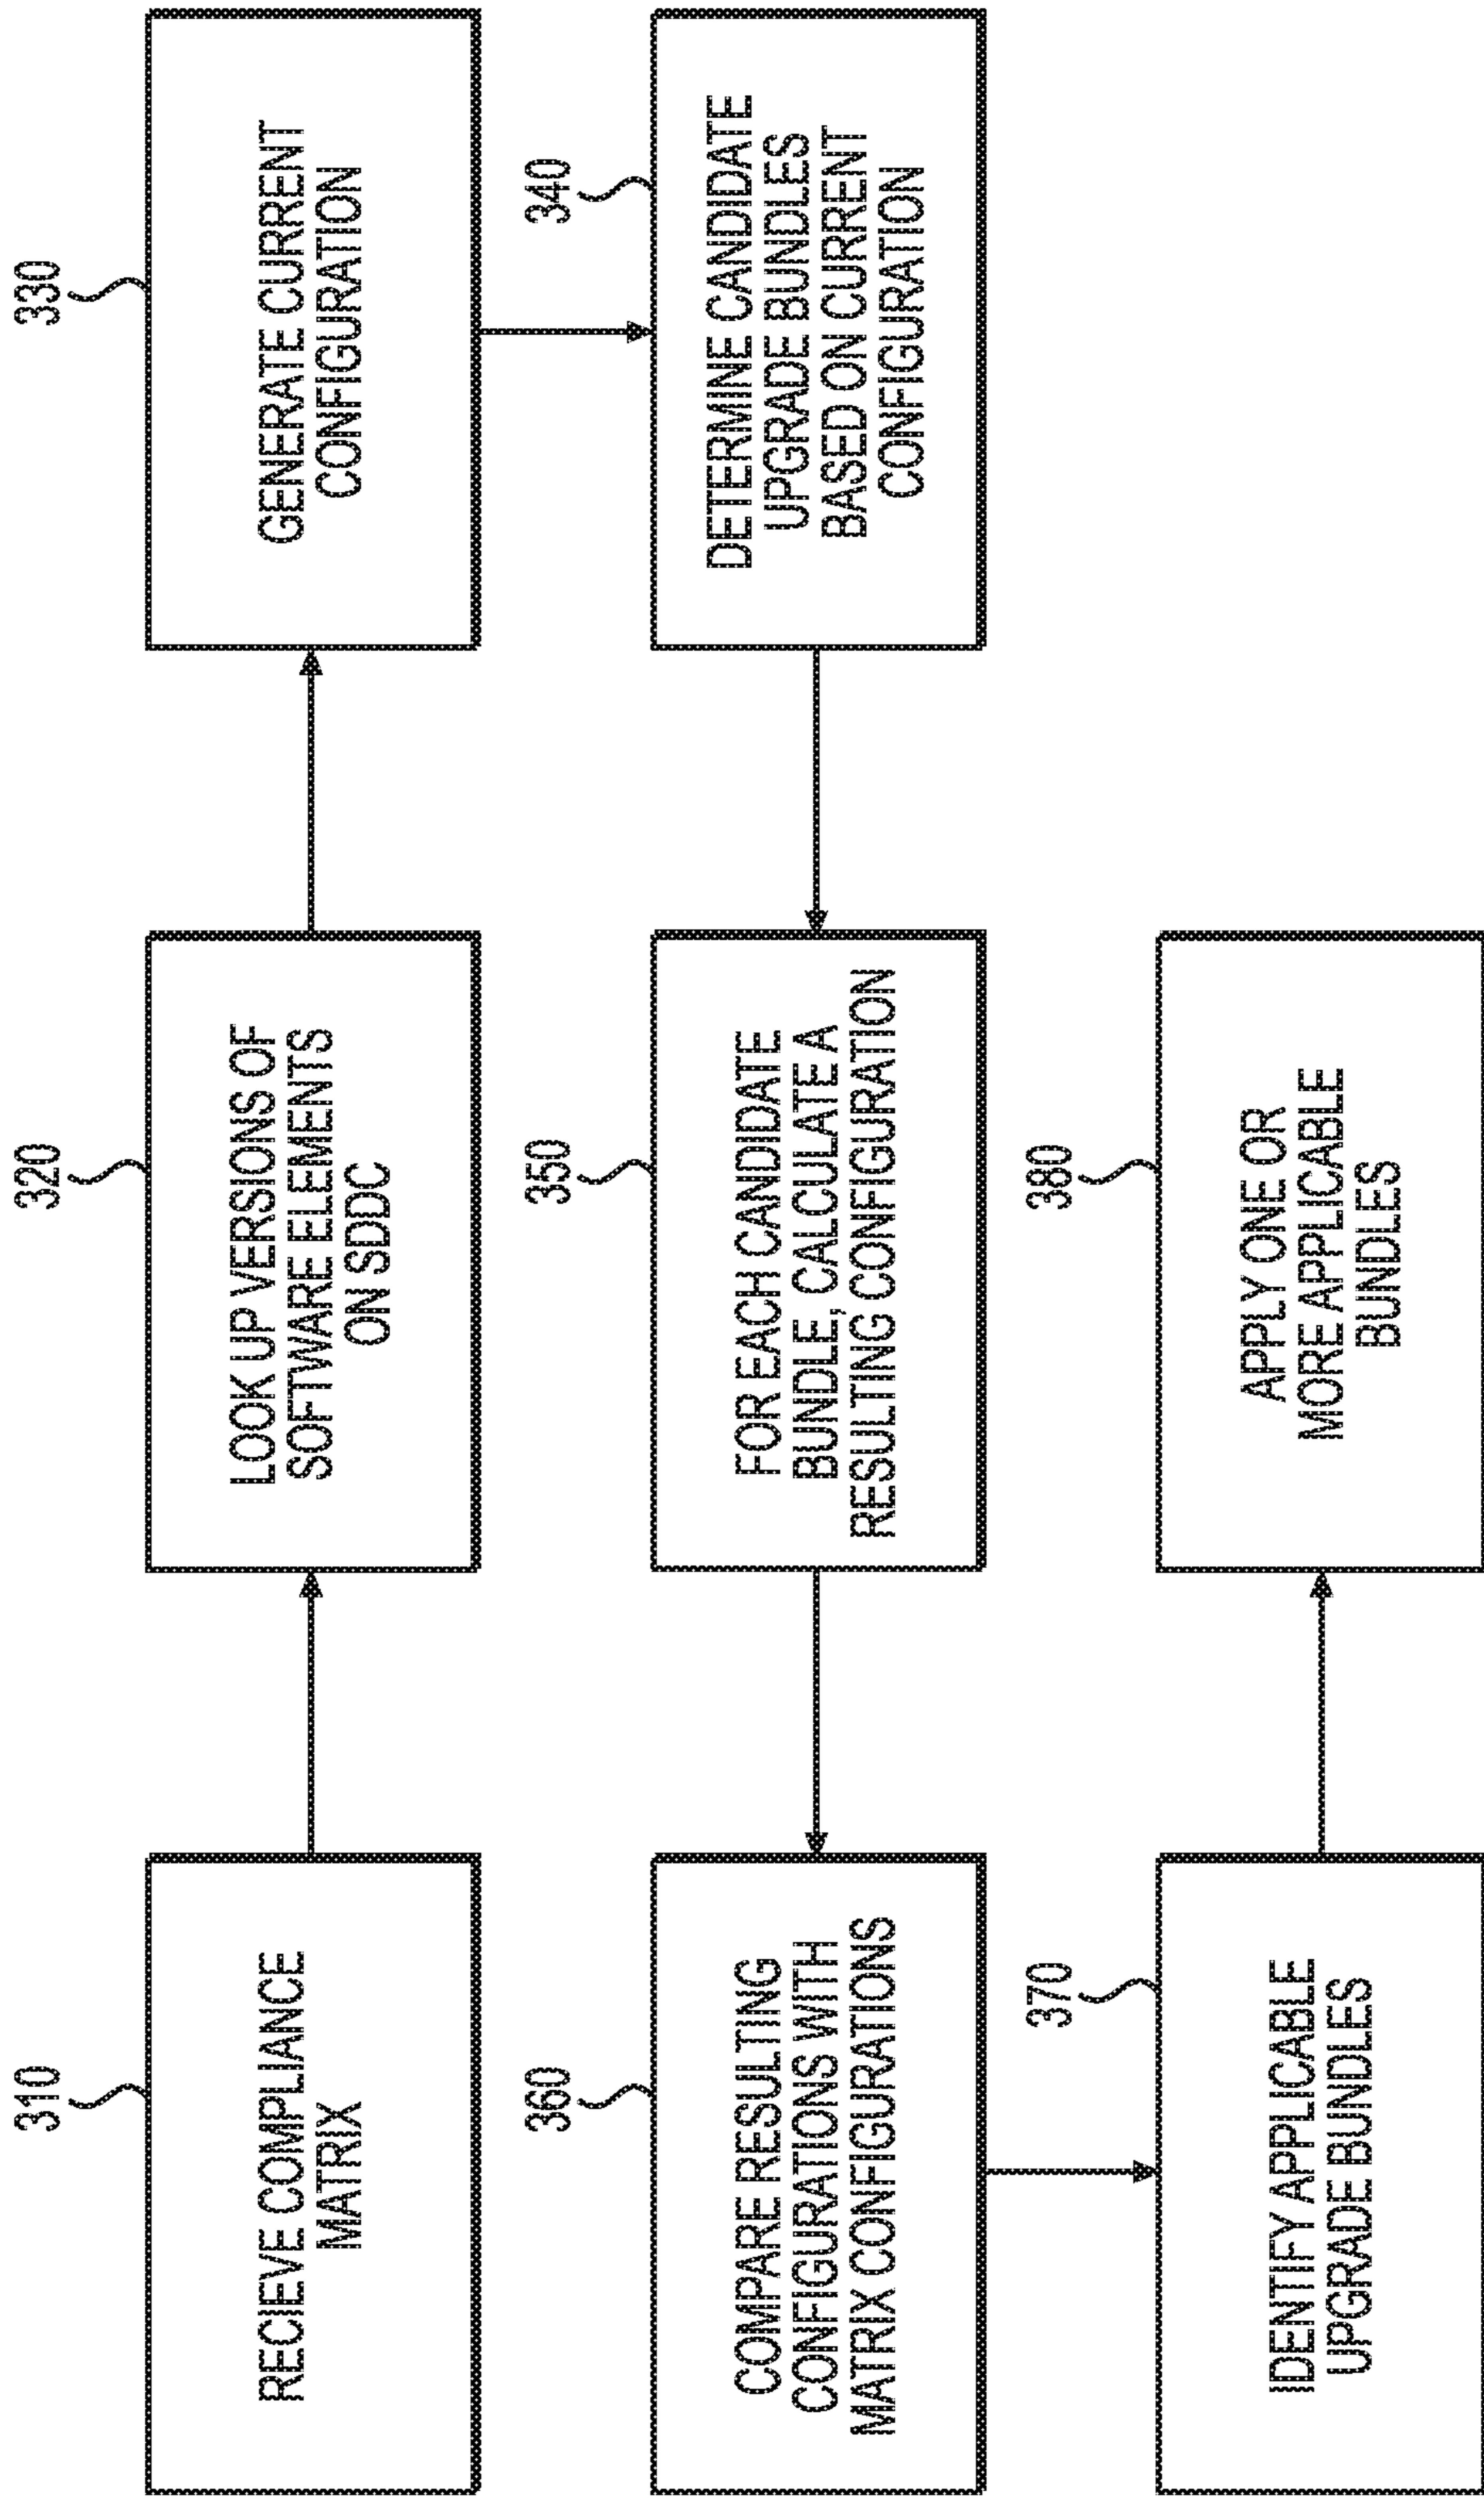 310
RECIEVE COMPLIANCE
MATRIX
320
LOOK UP VERSIONS OF
SOFTWARE ELEMENTS
ON SDDC
330
GENERATE CURRENT
CONFIGURATION
340
DETERMINE CANDIDATE
UPGRADE BUNDLES
BASED ON CURRENT
CONFIGURATION
350
FOR EACH CANDIDATE
BUNDLE, CALCULATE A
RESULTING CONFIGURATION
360
COMPARE RESULTING
CONFIGURATIONS WITH
MATRIX CONFIGURATIONS
370
IDENTIFY APPLICABLE
UPGRADE BUNDLES
380
APPLY ONE OR
MORE APPLICABLE
BUNDLES